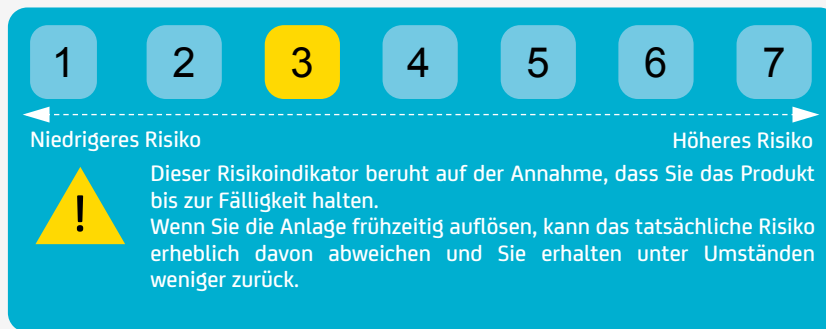 1 2 3 4 5 6 7
Niedrigeres Risiko Höheres Risiko
!
Dieser Risikoindikator beruht auf der Annahme, dass Sie das Produkt
bis zur Fälligkeit halten.
Wenn Sie die Anlage frühzeitig auflösen, kann das tatsächliche Risiko
erheblich davon abweichen und Sie erhalten unter Umständen
weniger zurück.